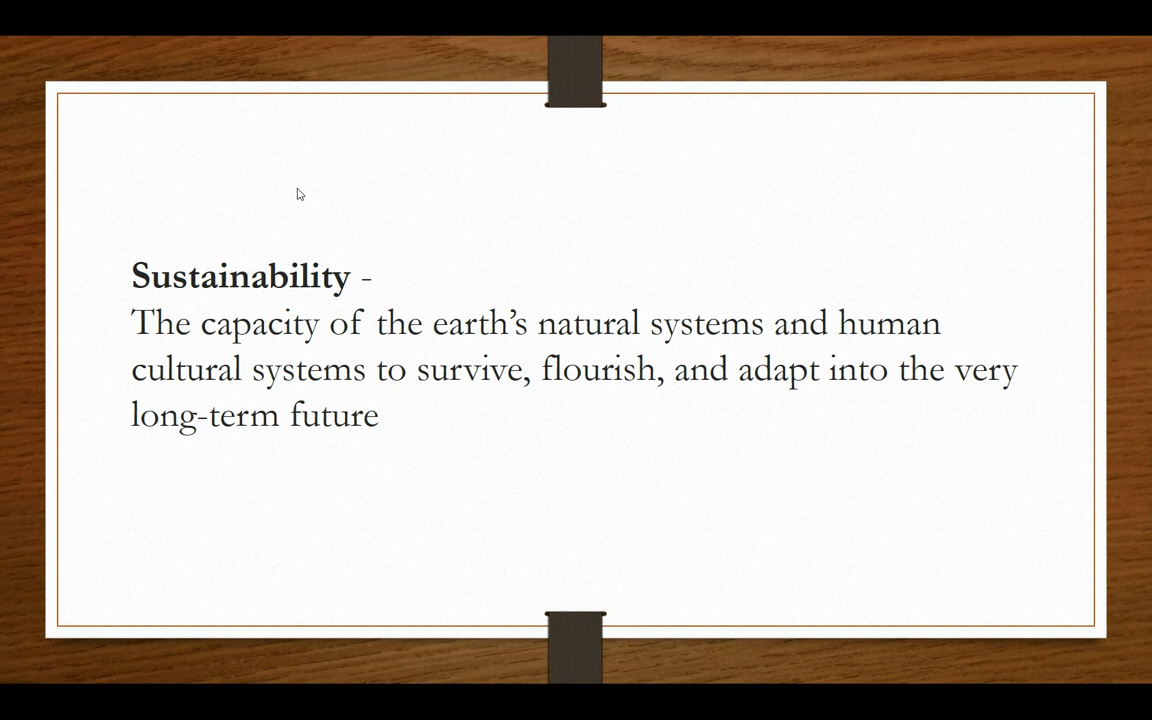 Sustainability -
The capacity of the earth’s natural systems and human
cultural systems to survive, flourish, and adapt into the very
long-term future